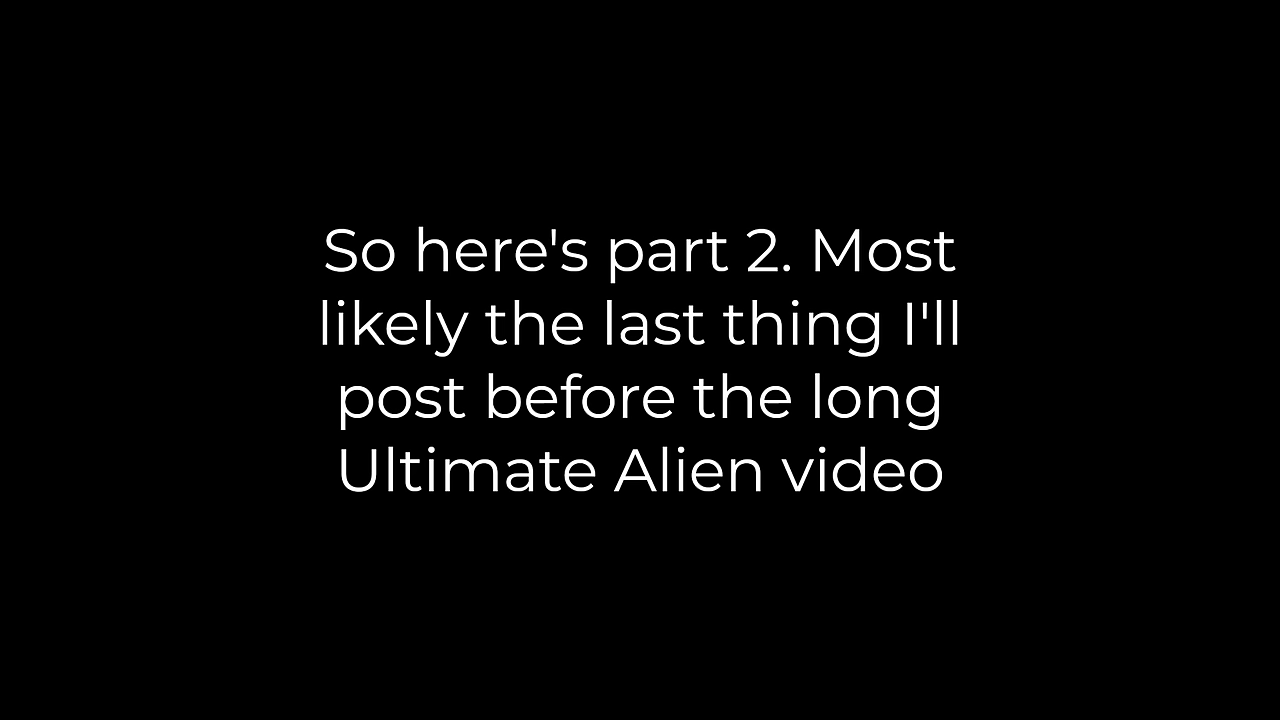 So here's part 2. Most
likely the last thing I'll
post before the long
Ultimate Alien video